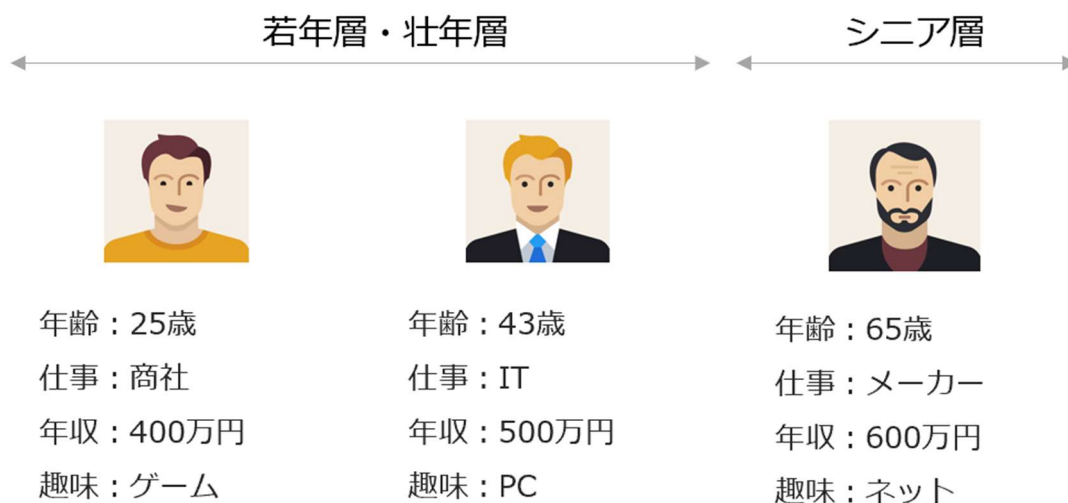 若年層・壮年層
シニア層
年齢：25歳
仕事：商社
年収：400万円
趣味：ゲーム
年齢：43歳
仕事：IT
年収：500万円
趣味：PC
年齢：65歳
仕事：メーカー
年収：600万円
趣味：ネット